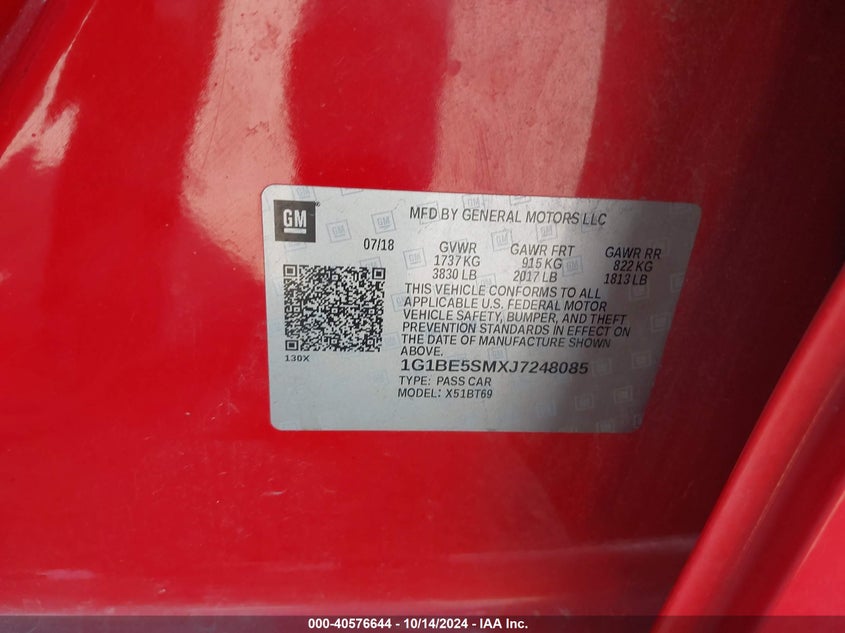 GM
MFD BY GENERAL MOTORS LLC
07/18 GVWR GAWR FRT GAWR RR
1737 KG 915 KG 822 KG
3830 LB 2017 LB 1813 LB
THIS VEHICLE CONFORMS TO ALL
APPLICABLE U.S. FEDERAL MOTOR
VEHICLE SAFETY, BUMPER, AND THEFT
PREVENTION STANDARDS IN EFFECT ON
THE DATE OF MANUFACTURE SHOWN
ABOVE.
130X
1G1BE5SMXJ7248085
TYPE: PASS CAR
MODEL: X51BT69
000-40576644 - 10/14/2024 - IAA Inc.